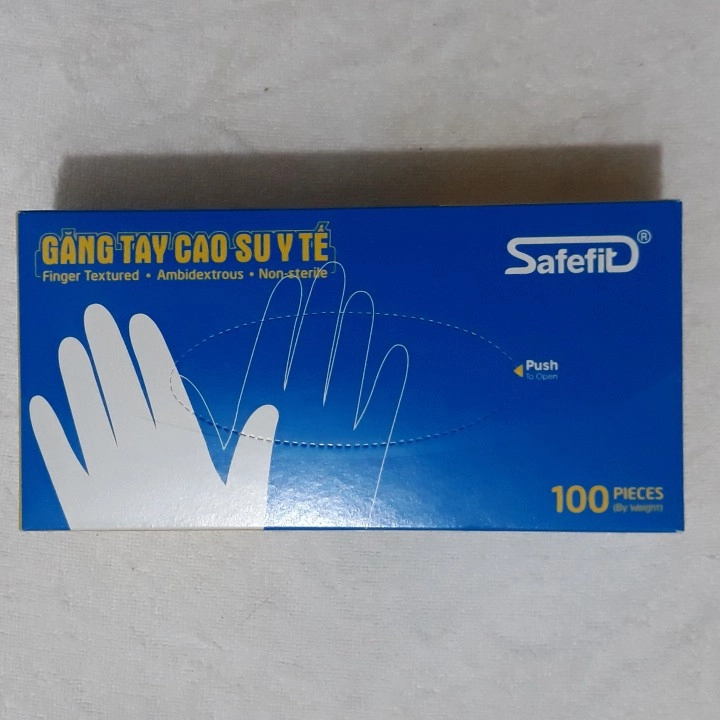 GĂNG TAY CAO SU Y TẾ
Finger Textured • Ambidextrous • Non-sterile
Safefit®
Push
To Open
100 PIECES
(By Weight)